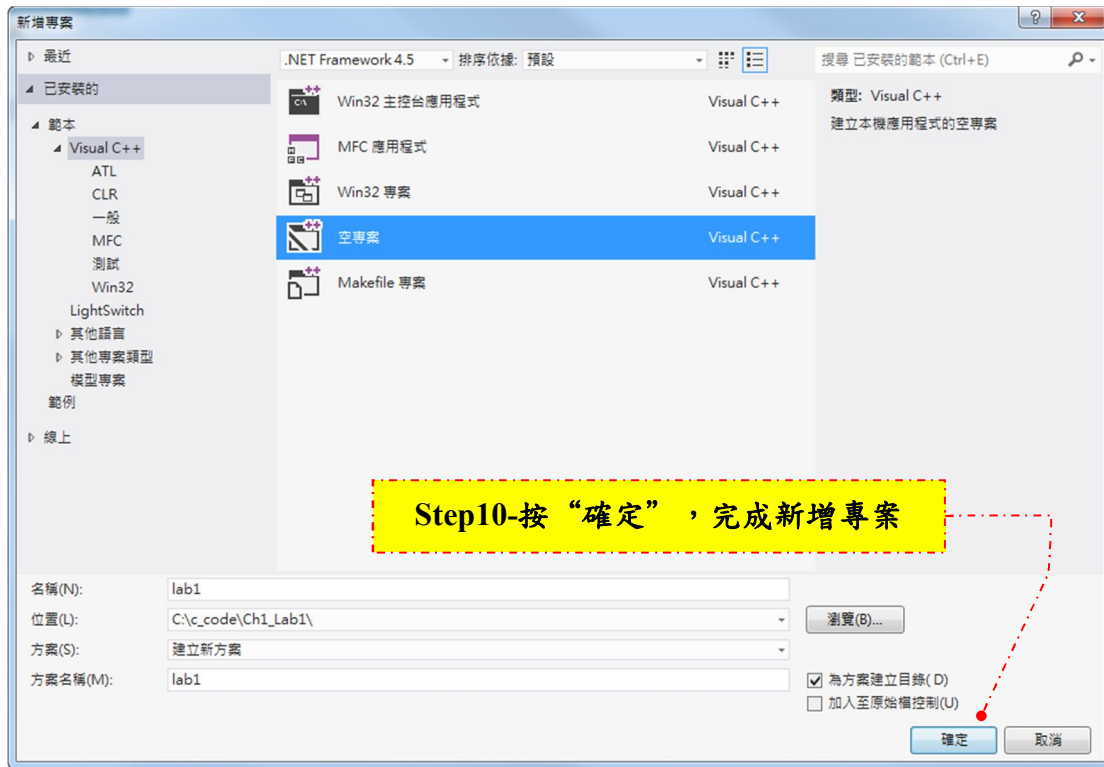 新增專案
最近
已安裝的
範本
Visual C++
ATL
CLR
一般
MFC
測試
Win32
LightSwitch
其他語言
其他專案類型
模型專案
範例
線上
.NET Framework 4.5 排序依據: 預設
Win32 主控台應用程式 Visual C++
MFC 應用程式 Visual C++
Win32 專案 Visual C++
空專案 Visual C++
Makefile 專案 Visual C++
搜尋 已安裝的範本 (Ctrl+E)
類型: Visual C++
建立本機應用程式的空專案
Step10-按“確定”，完成新增專案
名稱(N): lab1
位置(L): C:\c_code\Ch1_Lab1\ 瀏覽(B)...
方案(S): 建立新方案
方案名稱(M): lab1
為方案建立目錄( D)
加入至原始檔控制(U)
確定 取消